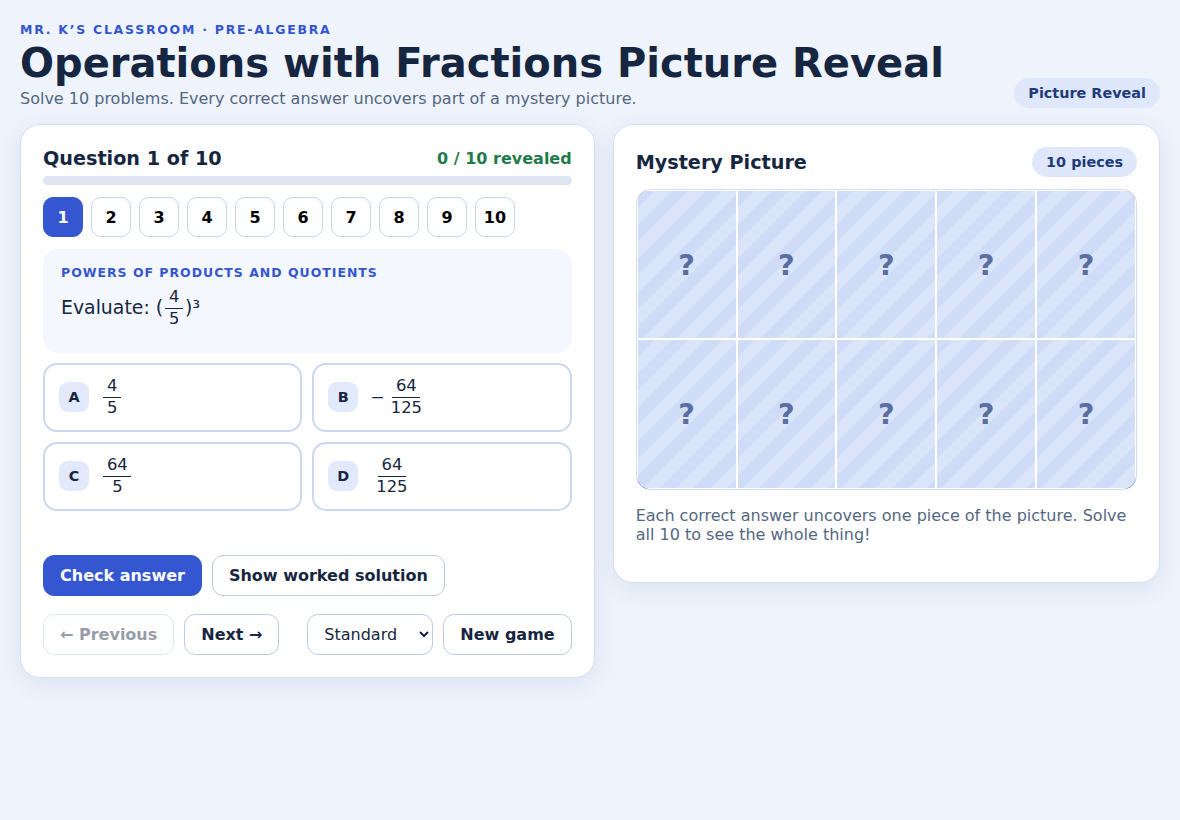 MR. K’S CLASSROOM · PRE-ALGEBRA
Operations with Fractions Picture Reveal
Solve 10 problems. Every correct answer uncovers part of a mystery picture.
Picture Reveal
Question 1 of 10
0 / 10 revealed
1 2 3 4 5 6 7 8 9 10
POWERS OF PRODUCTS AND QUOTIENTS
Evaluate: (4/5)³
A 4/5
B − 64/125
C 64/5
D 64/125
Check answer
Show worked solution
← Previous
Next →
Standard
New game
Mystery Picture
10 pieces
? ? ? ? ?
? ? ? ? ?
Each correct answer uncovers one piece of the picture. Solve
all 10 to see the whole thing!